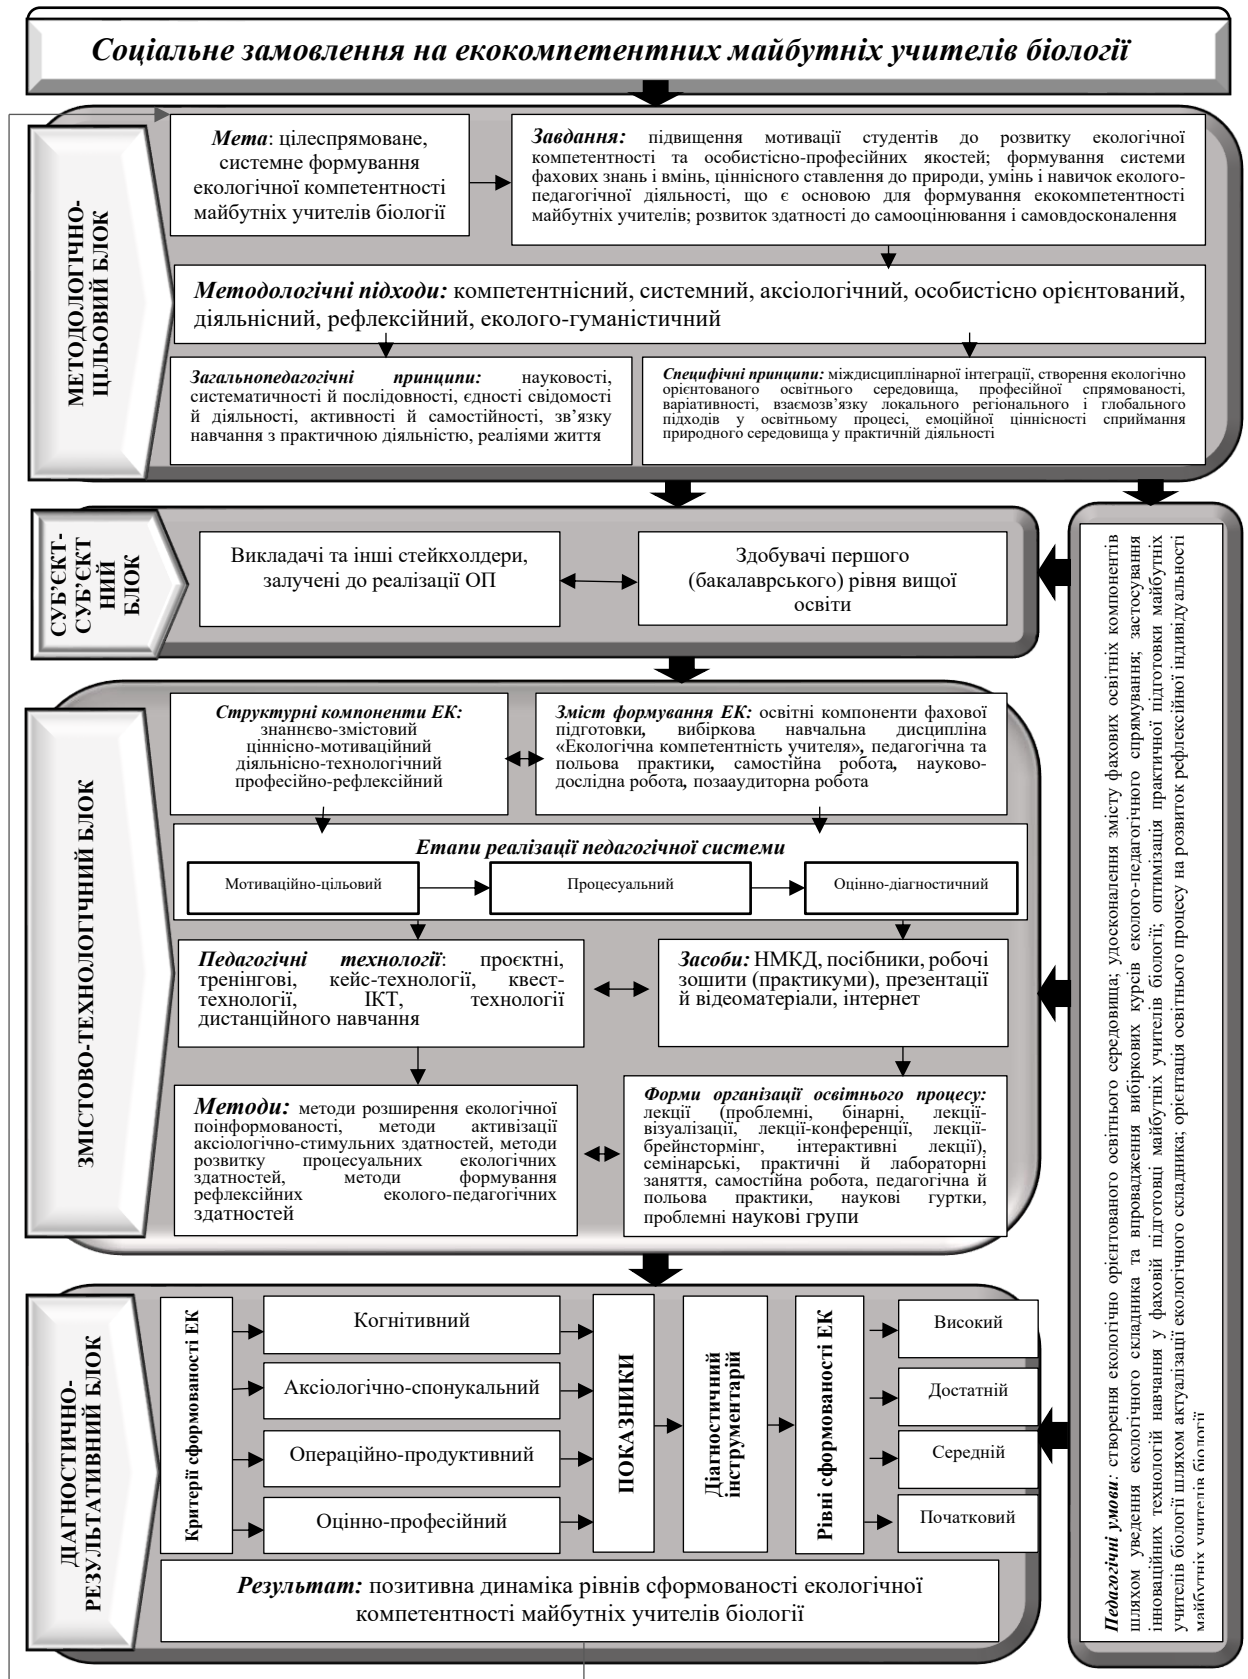 Соціальне замовлення на екокомпетентних майбутніх учителів біології
МЕТОДОЛОГІЧНО-
ЦІЛЬОВИЙ БЛОК
Мета: цілеспрямоване,
системне формування
екологічної компетентності
майбутніх учителів біології
Завдання: підвищення мотивації студентів до розвитку екологічної
компетентності та особистісно-професійних якостей; формування системи
фахових знань і вмінь, ціннісного ставлення до природи, умінь і навичок еколого-
педагогічної діяльності, що є основою для формування екокомпетентності
майбутніх учителів; розвиток здатності до самооцінювання і самовдосконалення
Методологічні підходи: компетентнісний, системний, аксіологічний, особистісно орієнтований,
діяльнісний, рефлексійний, еколого-гуманістичний
Загальнопедагогічні принципи: науковості,
систематичності й послідовності, єдності свідомості
й діяльності, активності й самостійності, зв’язку
навчання з практичною діяльністю, реаліями життя
Специфічні принципи: міждисциплінарної інтеграції, створення екологічно
орієнтованого освітнього середовища, професійної спрямованості,
варіативності, взаємозв’язку локального регіонального і глобального
підходів у освітньому процесі, емоційної ціннісності сприймання
природного середовища у практичній діяльності
СУБ’ЄКТ-
СУБ’ЄКТ
НИЙ
БЛОК
Викладачі та інші стейкхолдери,
залучені до реалізації ОП
Здобувачі першого
(бакалаврського) рівня вищої
освіти
ЗМІСТОВО-ТЕХНОЛОГІЧНИЙ БЛОК
Структурні компоненти ЕК:
знаннєво-змістовий
ціннісно-мотиваційний
діяльнісно-технологічний
професійно-рефлексійний
Зміст формування ЕК: освітні компоненти фахової
підготовки, вибіркова навчальна дисципліна
«Екологічна компетентність учителя», педагогічна та
польова практики, самостійна робота, науково-
дослідна робота, позааудиторна робота
Етапи реалізації педагогічної системи
Мотиваційно-цільовий
Процесуальний
Оцінно-діагностичний
Педагогічні технології: проєктні,
тренінгові, кейс-технології, квест-
технології, ІКТ, технології
дистанційного навчання
Засоби: НМКД, посібники, робочі
зошити (практикуми), презентації
й відеоматеріали, інтернет
Методи: методи розширення екологічної
поінформованості, методи активізації
аксіологічно-стимульних здатностей, методи
розвитку процесуальних екологічних
здатностей, методи формування
рефлексійних еколого-педагогічних
здатностей
Форми організації освітнього процесу:
лекції (проблемні, бінарні, лекції-
візуалізації, лекції-конференції, лекції-
брейнстормінг, інтерактивні лекції),
семінарські, практичні й лабораторні
заняття, самостійна робота, педагогічна й
польова практики, наукові гуртки,
проблемні наукові групи
ДІАГНОСТИЧНО-
РЕЗУЛЬТАТИВНИЙ БЛОК
Критерії сформованості ЕК
Когнітивний
Аксіологічно-спонукальний
Операційно-продуктивний
Оцінно-професійний
ПОКАЗНИКИ
Діагностичний
інструментарій
Рівні сформованості ЕК
Високий
Достатній
Середній
Початковий
Результат: позитивна динаміка рівнів сформованості екологічної
компетентності майбутніх учителів біології
Педагогічні умови: створення екологічно орієнтованого освітнього середовища; удосконалення змісту фахових освітніх компонентів
шляхом уведення екологічного складника та впровадження вибіркових курсів еколого-педагогічного спрямування; застосування
інноваційних технологій навчання у фаховій підготовці майбутніх учителів біології; оптимізація практичної підготовки майбутніх
учителів біології шляхом актуалізації екологічного складника; орієнтація освітнього процесу на розвиток рефлексійної індивідуальності
майбутніх учителів біології